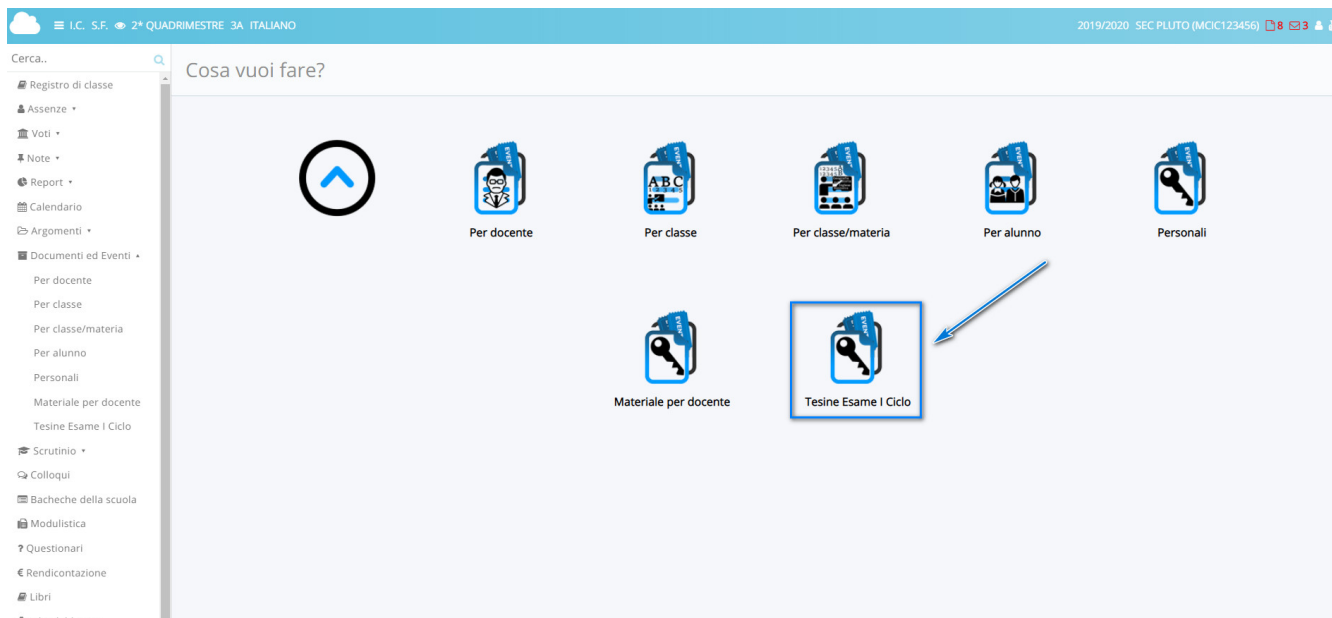 I.C. S.F. 2* QUADRIMESTRE 3A ITALIANO
2019/2020 SEC PLUTO (MCIC123456) 8 3
Cerca..
Registro di classe
Assenze
Voti
Note
Report
Calendario
Argomenti
Documenti ed Eventi
Per docente
Per classe
Per classe/materia
Per alunno
Personali
Materiale per docente
Tesine Esame I Ciclo
Scrutinio
Colloqui
Bacheche della scuola
Modulistica
? Questionari
€ Rendicontazione
Libri
Cosa vuoi fare?
Per docente
Per classe
Per classe/materia
Per alunno
Personali
Materiale per docente
Tesine Esame I Ciclo